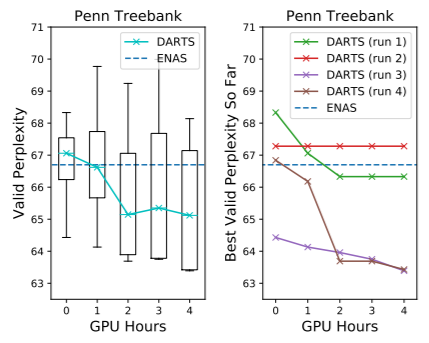 Penn Treebank
Valid Perplexity
71
70
69
68
67
66
65
64
63
DARTS
ENAS
0 1 2 3 4
GPU Hours
Penn Treebank
Best Valid Perplexity So Far
71
70
69
68
67
66
65
64
63
DARTS (run 1)
DARTS (run 2)
DARTS (run 3)
DARTS (run 4)
ENAS
0 1 2 3 4
GPU Hours